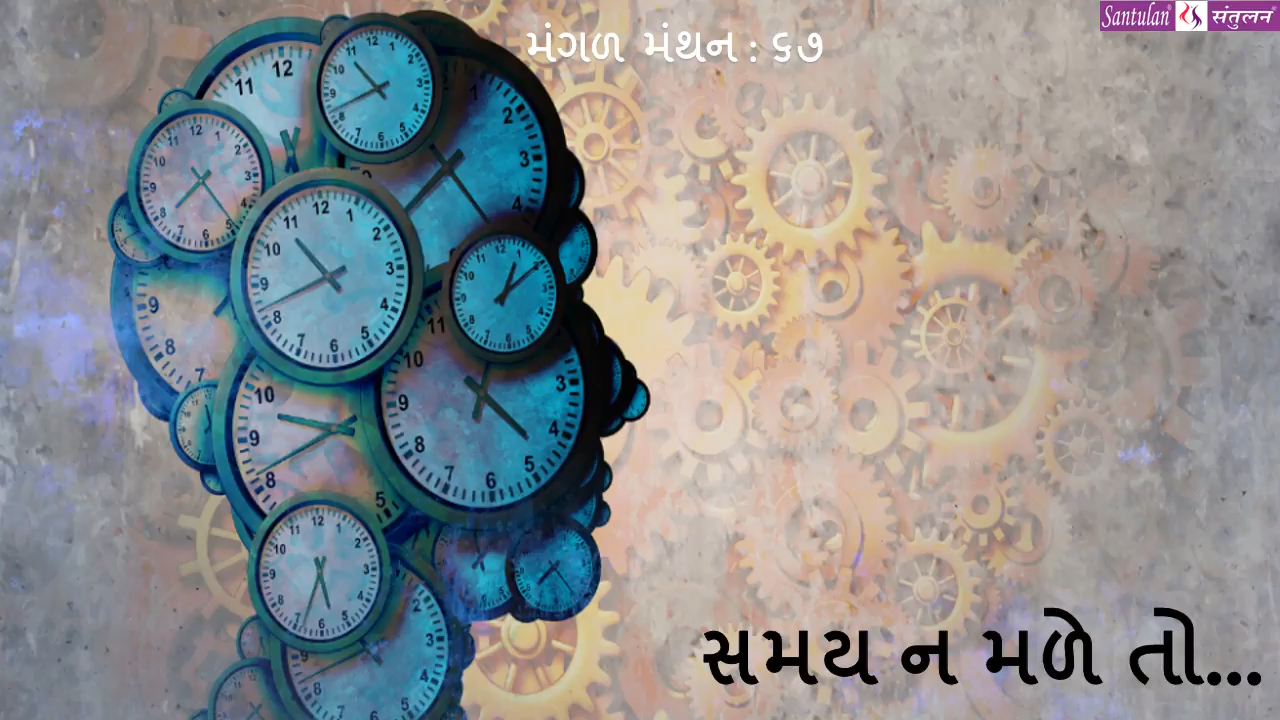 Santulan® સંતુલન®
મંગળ મંથન : ૬૭
સમય ન મળે તો...